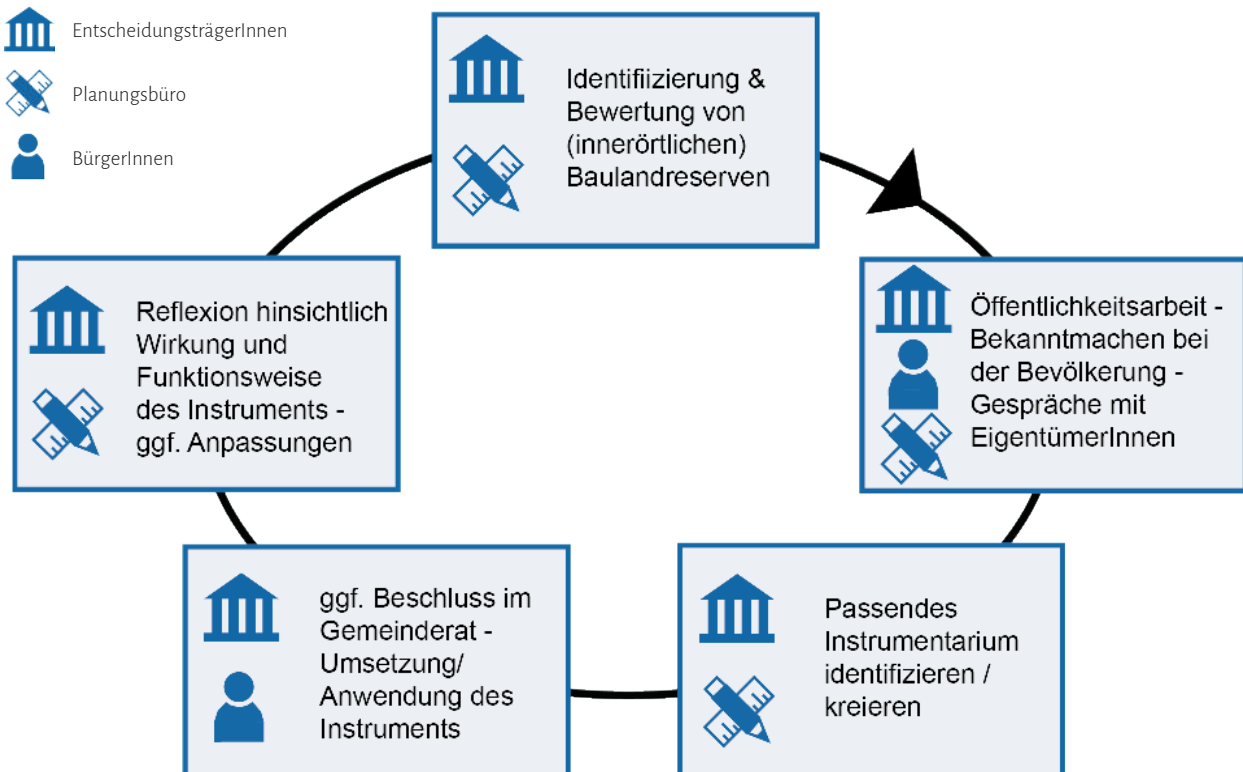 EntscheidungsträgerInnen
Planungsbüro
BürgerInnen
Identifiizierung &
Bewertung von
(innerörtlichen)
Baulandreserven
Öffentlichkeitsarbeit -
Bekanntmachen bei
der Bevölkerung -
Gespräche mit
EigentümerInnen
Passendes
Instrumentarium
identifizieren /
kreieren
ggf. Beschluss im
Gemeinderat -
Umsetzung/
Anwendung des
Instruments
Reflexion hinsichtlich
Wirkung und
Funktionsweise
des Instruments -
ggf. Anpassungen